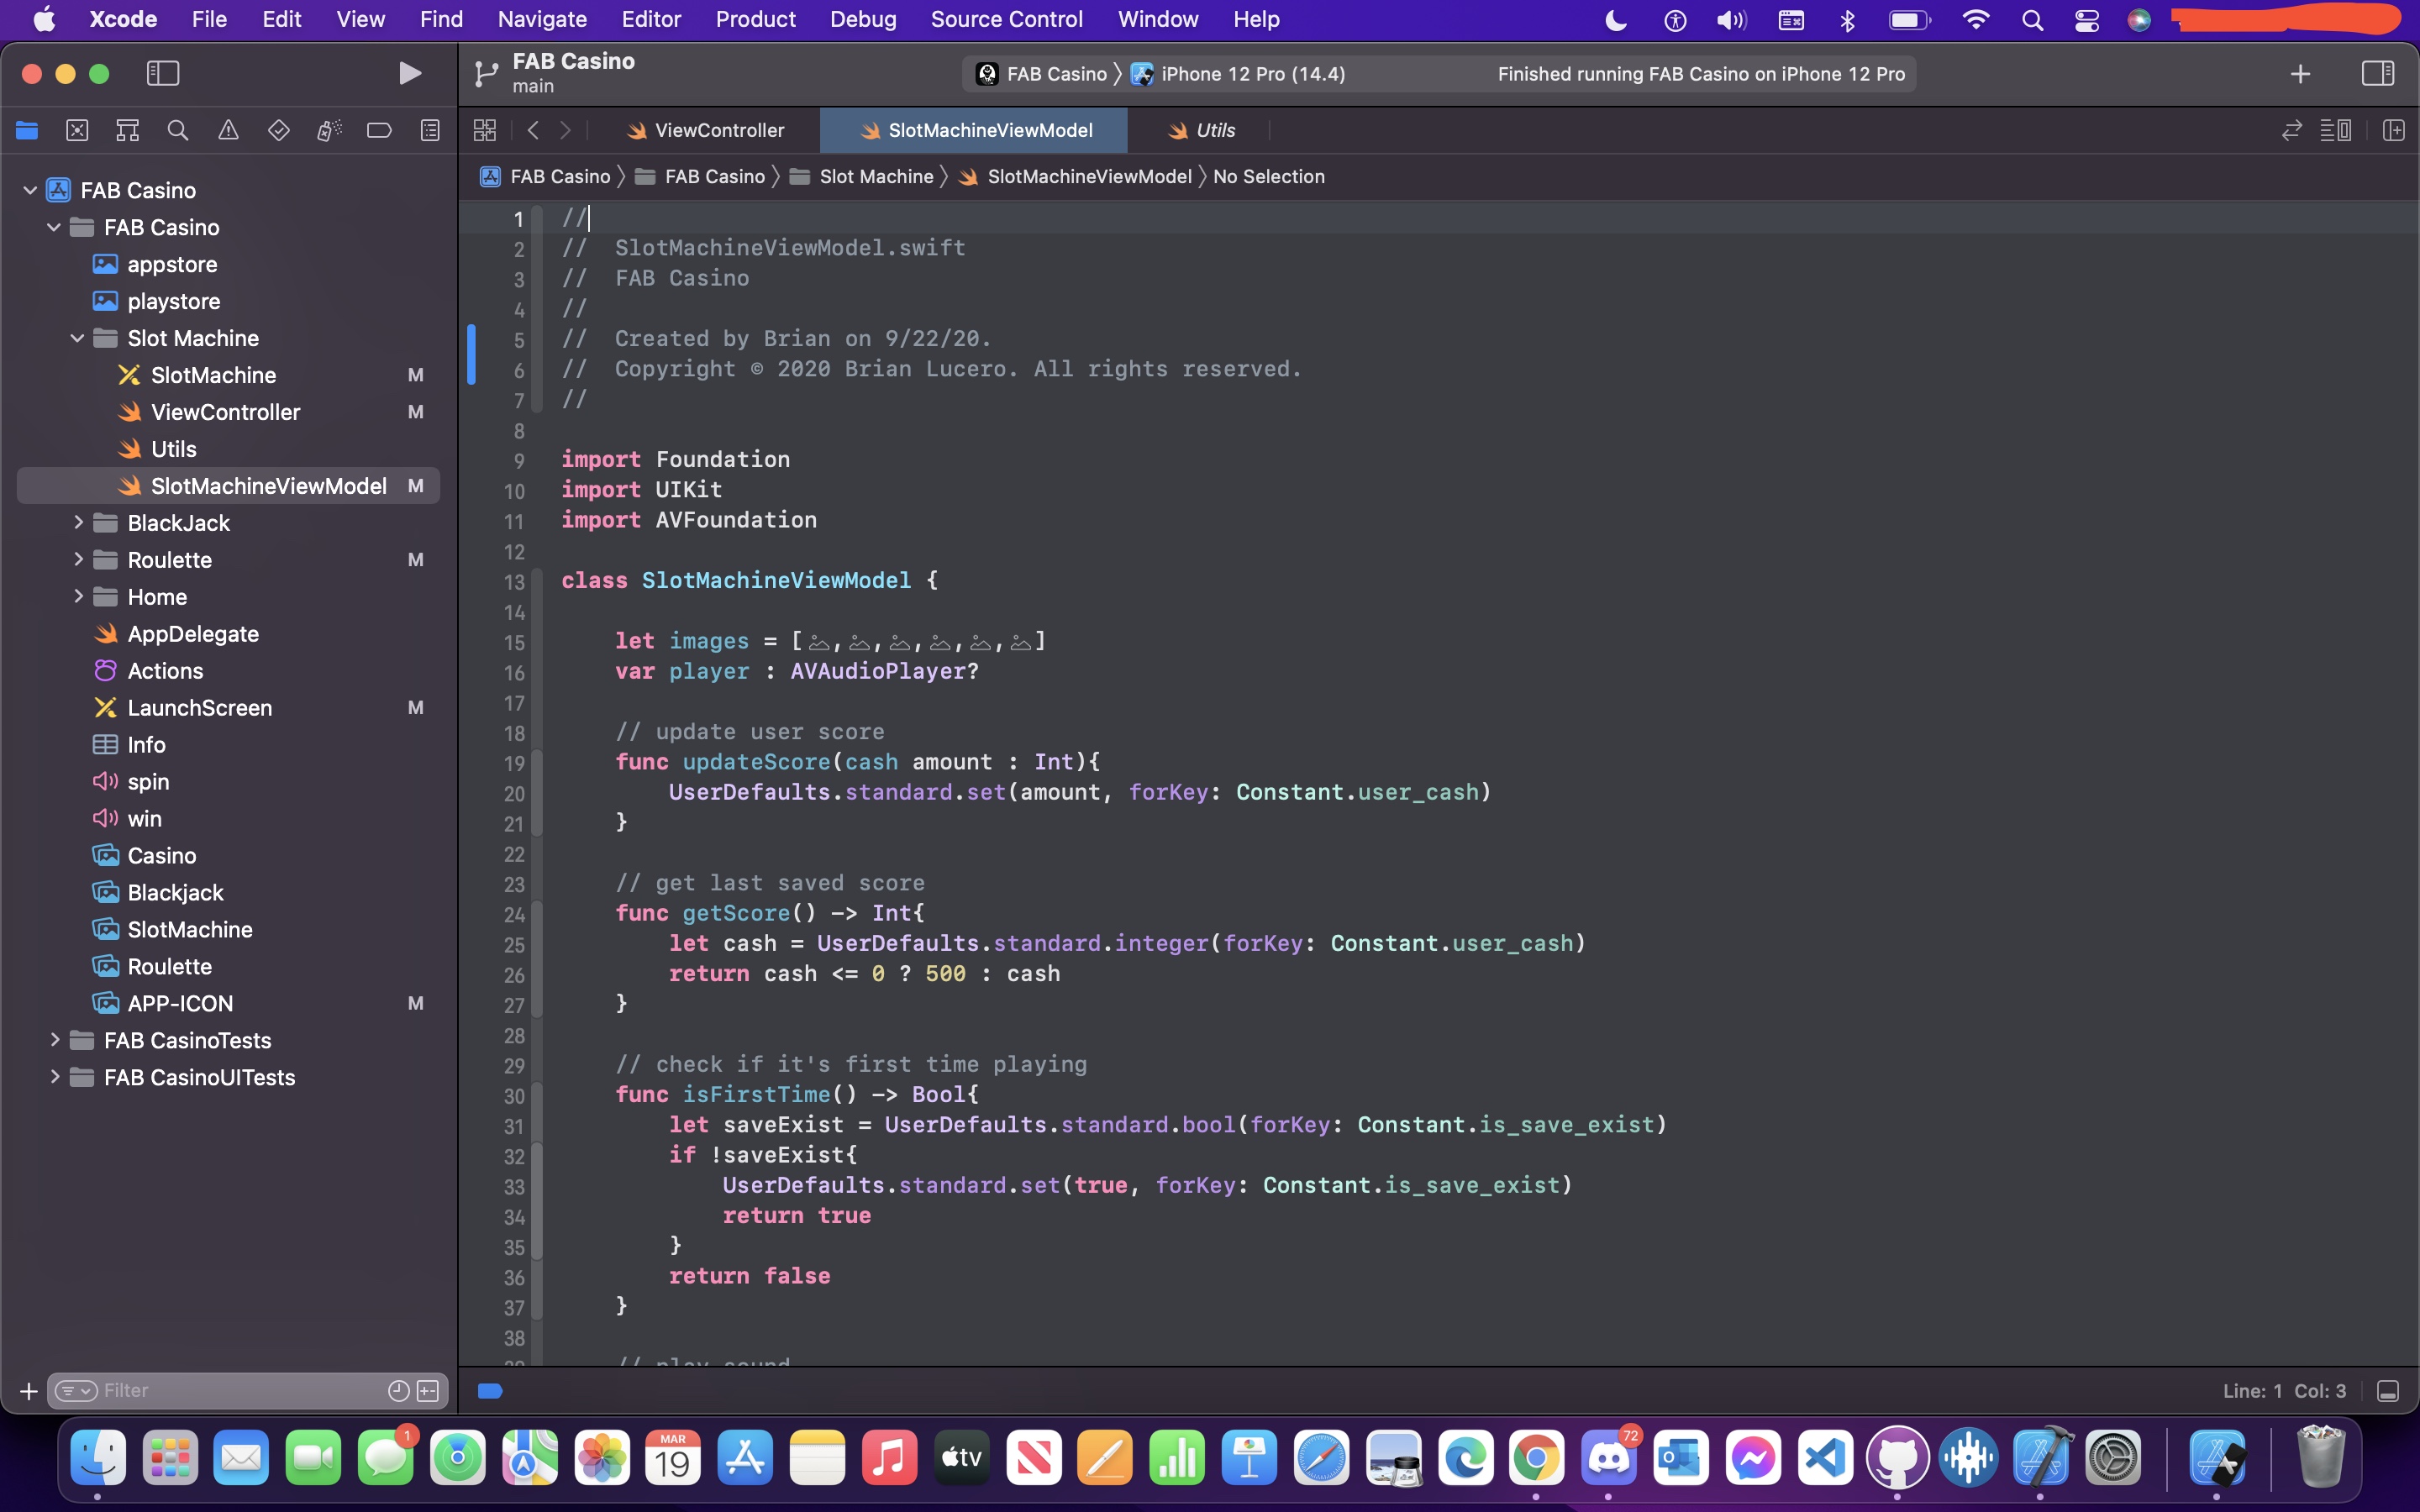 Xcode File Edit View Find Navigate Editor Product Debug Source Control Window Help
FAB Casino
main
FAB Casino 〉 iPhone 12 Pro (14.4)
Finished running FAB Casino on iPhone 12 Pro
ViewController
SlotMachineViewModel
Utils
FAB Casino 〉 FAB Casino 〉 Slot Machine 〉 SlotMachineViewModel 〉 No Selection
FAB Casino
FAB Casino
appstore
playstore
Slot Machine
SlotMachine M
ViewController M
Utils
SlotMachineViewModel M
BlackJack
Roulette M
Home
AppDelegate
Actions
LaunchScreen M
Info
spin
win
Casino
Blackjack
SlotMachine
Roulette
APP-ICON M
FAB CasinoTests
FAB CasinoUITests
Filter
1 //
2 //  SlotMachineViewModel.swift
3 //  FAB Casino
4 //
5 //  Created by Brian on 9/22/20.
6 //  Copyright © 2020 Brian Lucero. All rights reserved.
7 //
8
9 import Foundation
10 import UIKit
11 import AVFoundation
12
13 class SlotMachineViewModel {
14
15     let images = [ , , , , , ]
16     var player : AVAudioPlayer?
17
18     // update user score
19     func updateScore(cash amount : Int){
20         UserDefaults.standard.set(amount, forKey: Constant.user_cash)
21     }
22
23     // get last saved score
24     func getScore() -> Int{
25         let cash = UserDefaults.standard.integer(forKey: Constant.user_cash)
26         return cash <= 0 ? 500 : cash
27     }
28
29     // check if it's first time playing
30     func isFirstTime() -> Bool{
31         let saveExist = UserDefaults.standard.bool(forKey: Constant.is_save_exist)
32         if !saveExist{
33             UserDefaults.standard.set(true, forKey: Constant.is_save_exist)
34             return true
35         }
36         return false
37     }
38
// play sound
Line: 1 Col: 3
1
MAR
19
tv
72